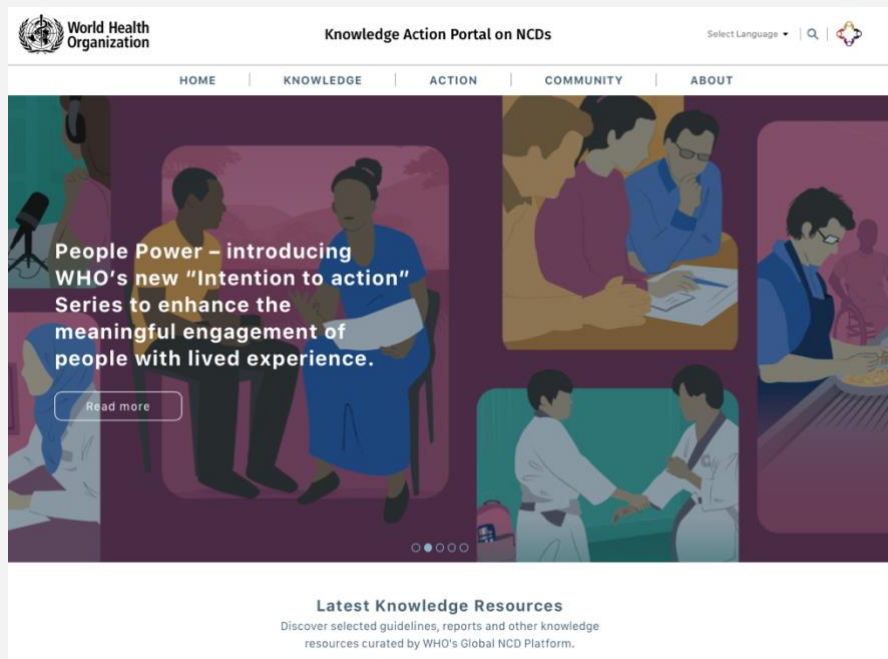 World Health
Organization
Knowledge Action Portal on NCDs
Select Language
HOME
KNOWLEDGE
ACTION
COMMUNITY
ABOUT
People Power – introducing
WHO's new "Intention to action"
Series to enhance the
meaningful engagement of
people with lived experience.
Read more
Latest Knowledge Resources
Discover selected guidelines, reports and other knowledge
resources curated by WHO's Global NCD Platform.